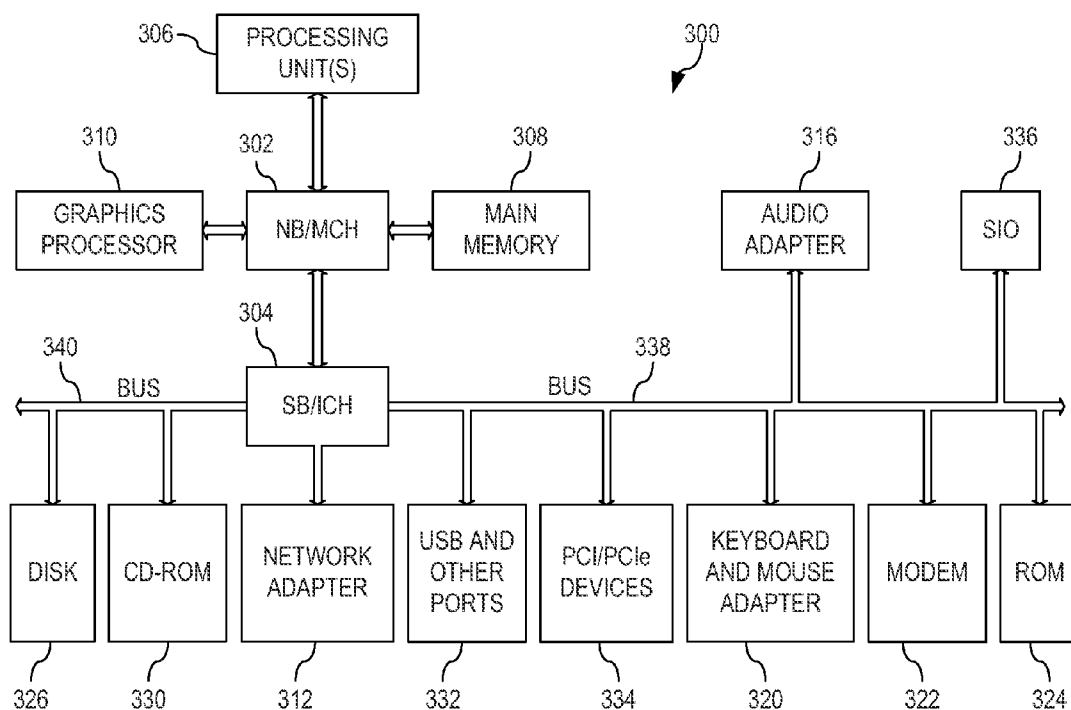 306
PROCESSING
UNIT(S)
300
310
302
308
316
336
GRAPHICS
PROCESSOR
NB/MCH
MAIN
MEMORY
AUDIO
ADAPTER
SIO
304
340
BUS
SB/ICH
BUS
338
DISK
CD-ROM
NETWORK
ADAPTER
USB AND
OTHER
PORTS
PCI/PCIe
DEVICES
KEYBOARD
AND MOUSE
ADAPTER
MODEM
ROM
326
330
312
332
334
320
322
324